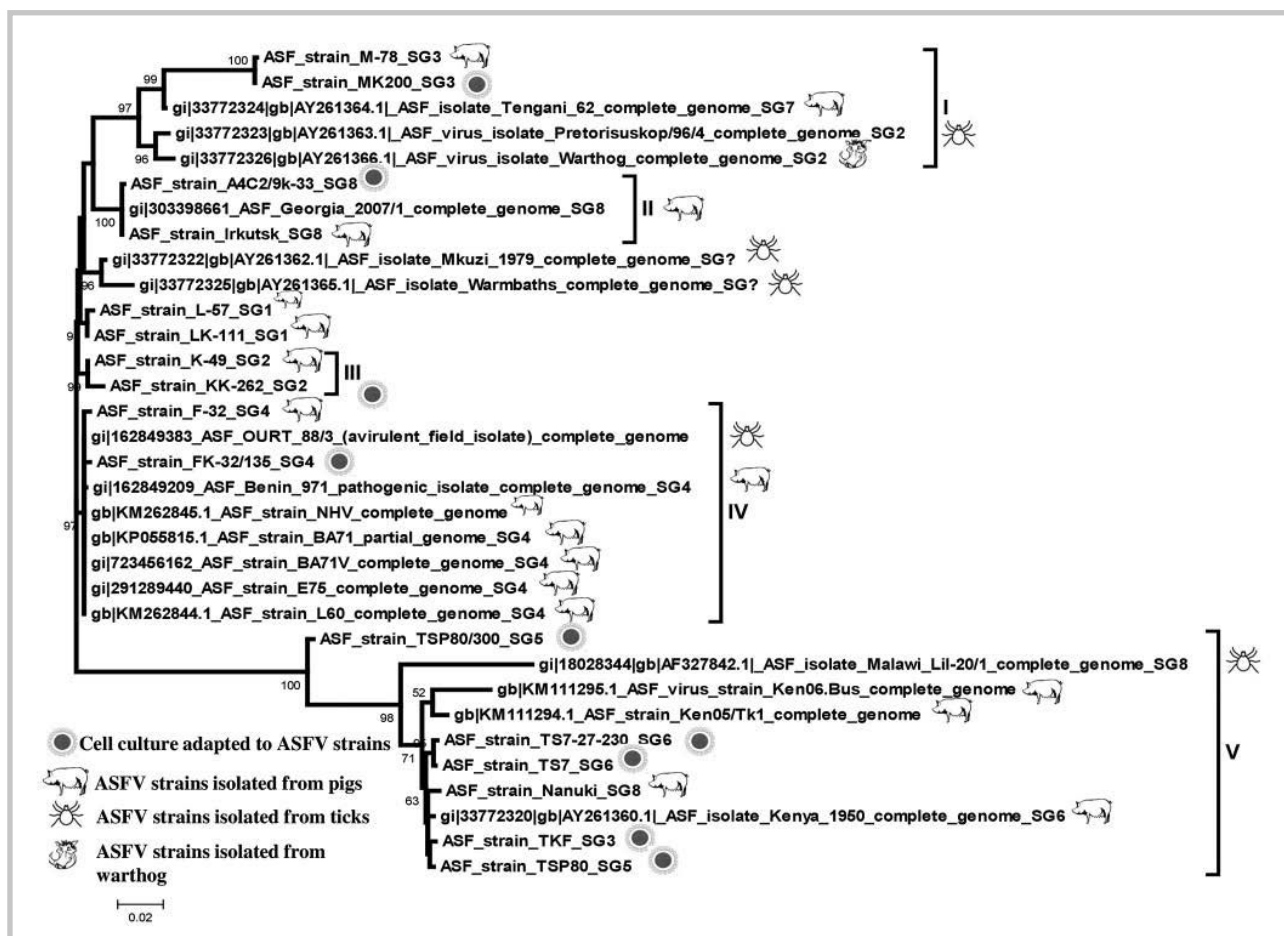 100
ASF_strain_M-78_SG3
99
ASF_strain_MK200_SG3
97
gi|33772324|gb|AY261364.1|_ASF_isolate_Tengani_62_complete_genome_SG7
I
gi|33772323|gb|AY261363.1|_ASF_virus_isolate_Pretorisuskop/96/4_complete_genome_SG2
96
gi|33772326|gb|AY261366.1|_ASF_virus_isolate_Warthog_complete_genome_SG2
ASF_strain_A4C2/9k-33_SG8
gi|303398661_ASF_Georgia_2007/1_complete_genome_SG8
II
100
ASF_strain_Irkutsk_SG8
gi|33772322|gb|AY261362.1|_ASF_isolate_Mkuzi_1979_complete_genome_SG?
96
gi|33772325|gb|AY261365.1|_ASF_isolate_Warmbaths_complete_genome_SG?
ASF_strain_L-57_SG1
ASF_strain_LK-111_SG1
ASF_strain_K-49_SG2
III
99
ASF_strain_KK-262_SG2
ASF_strain_F-32_SG4
gi|162849383_ASF_OURT_88/3_(avirulent_field_isolate)_complete_genome
ASF_strain_FK-32/135_SG4
gi|162849209_ASF_Benin_971_pathogenic_isolate_complete_genome_SG4
IV
gb|KM262845.1_ASF_strain_NHV_complete_genome
97
gb|KP055815.1_ASF_strain_BA71_partial_genome_SG4
gi|723456162_ASF_strain_BA71V_complete_genome_SG4
gi|291289440_ASF_strain_E75_complete_genome_SG4
gb|KM262844.1_ASF_strain_L60_complete_genome_SG4
ASF_strain_TSP80/300_SG5
gi|18028344|gb|AF327842.1|_ASF_isolate_Malawi_Lil-20/1_complete_genome_SG8
100
52
gb|KM111295.1_ASF_virus_strain_Ken06.Bus_complete_genome
98
gb|KM111294.1_ASF_strain_Ken05/Tk1_complete_genome
ASF_strain_TS7-27-230_SG6
71
ASF_strain_TS7_SG6
V
ASF_strain_Nanuki_SG8
63
gi|33772320|gb|AY261360.1|_ASF_isolate_Kenya_1950_complete_genome_SG6
ASF_strain_TKF_SG3
ASF_strain_TSP80_SG5
Cell culture adapted to ASFV strains
ASFV strains isolated from pigs
ASFV strains isolated from ticks
ASFV strains isolated from
warthog
0.02